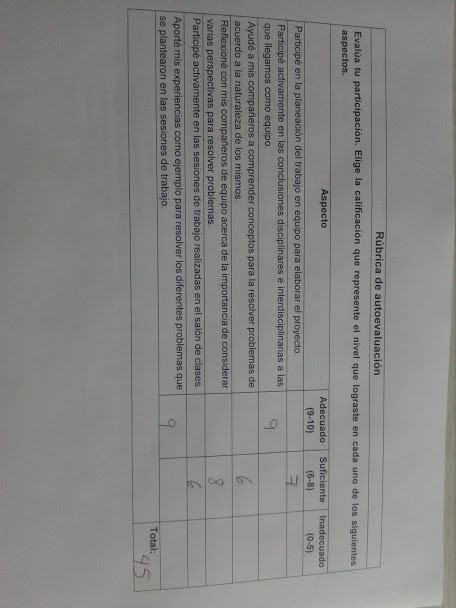 Rúbrica de autoevaluación
Evalúa tu participación. Elige la calificación que represente el nivel que lograste en cada uno de los siguientes
aspectos.
Aspecto Adecuado (9-10) Suficiente (6-8) Inadecuado (0-5)
Participé en la planeación del trabajo en equipo para elaborar el proyecto. 7
Participé activamente en las conclusiones disciplinares e interdisciplinarias a las
que llegamos como equipo. 9
Ayudé a mis compañeros a comprender conceptos para la resolver problemas de
acuerdo a la naturaleza de los mismos. 6
Reflexioné con mis compañeros de equipo acerca de la importancia de considerar
varias perspectivas para resolver problemas. 8
Participé activamente en las sesiones de trabajo realizadas en el salón de clases. 6
Aporté mis experiencias como ejemplo para resolver los diferentes problemas que
se plantearon en las sesiones de trabajo 9
Total: 45